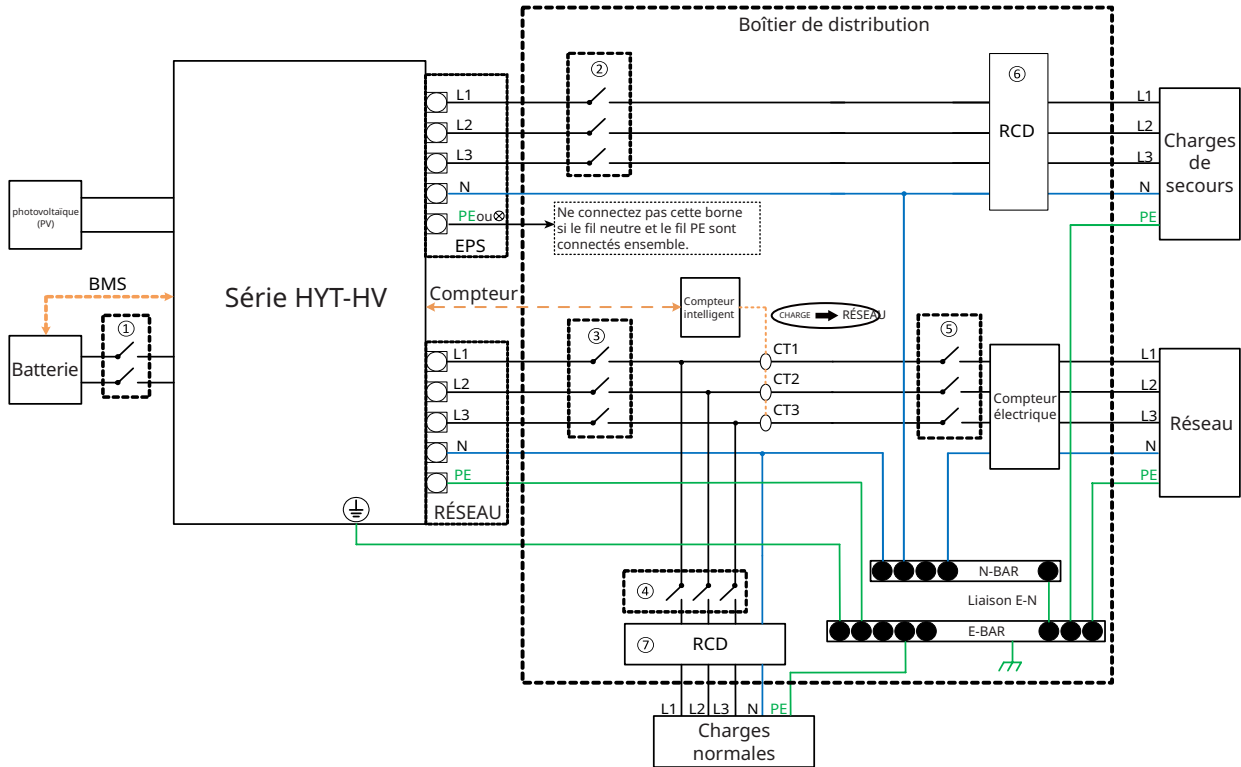 Boîtier de distribution
②
⑥
L1
L1
L2
L2
L3
L3
N
N
PE ou ⊗
PE
EPS
RCD
Charges
de
secours
Ne connectez pas cette borne
si le fil neutre et le fil PE sont
connectés ensemble.
photovoltaïque
(PV)
BMS
Série HYT-HV
Compteur
Compteur
intelligent
CHARGE
RÉSEAU
①
Batterie
③
⑤
L1
CT1
L1
L2
CT2
L2
L3
CT3
L3
N
N
PE
PE
RÉSEAU
Compteur
électrique
Réseau
N-BAR
④
Liaison E-N
E-BAR
⑦
RCD
L1
L2
L3
N
PE
Charges
normales